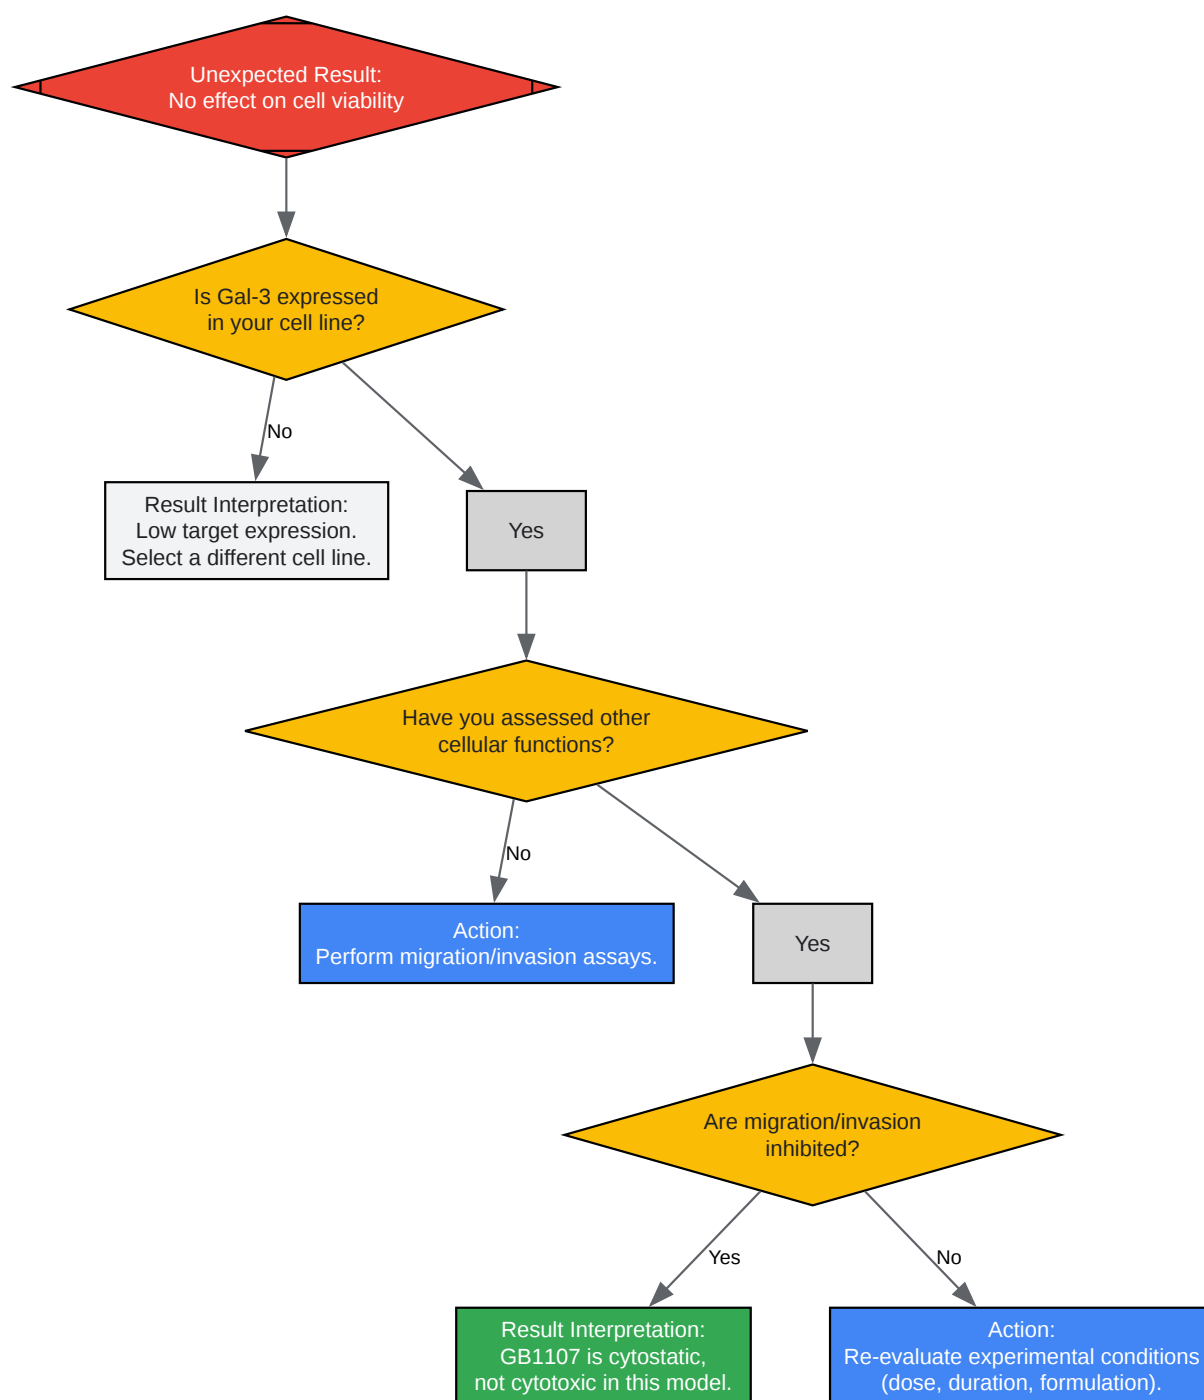 Unexpected Result:
No effect on cell viability
Is Gal-3 expressed
in your cell line?
No
Result Interpretation:
Low target expression.
Select a different cell line.
Yes
Have you assessed other
cellular functions?
No
Action:
Perform migration/invasion assays.
Yes
Are migration/invasion
inhibited?
Yes
No
Result Interpretation:
GB1107 is cytostatic,
not cytotoxic in this model.
Action:
Re-evaluate experimental conditions
(dose, duration, formulation).